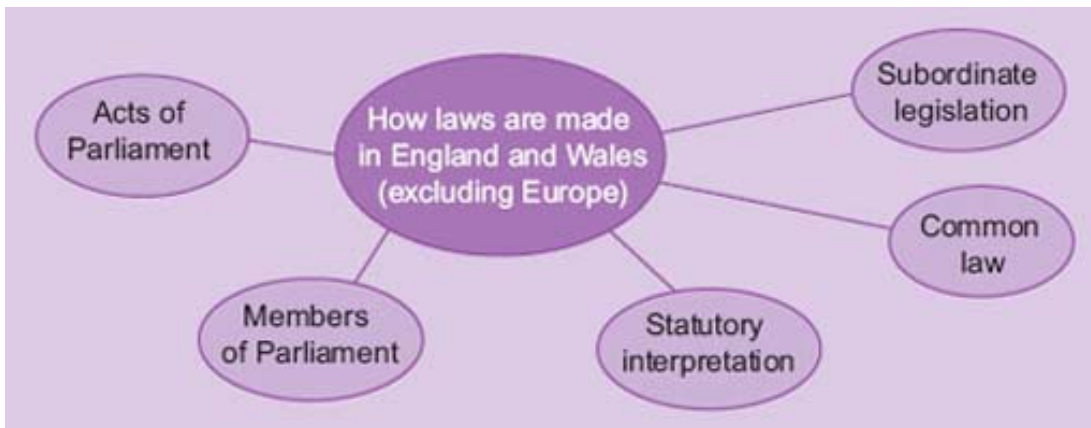 How laws are made
in England and Wales
(excluding Europe)
Acts of
Parliament
Members
of Parliament
Statutory
interpretation
Common
law
Subordinate
legislation